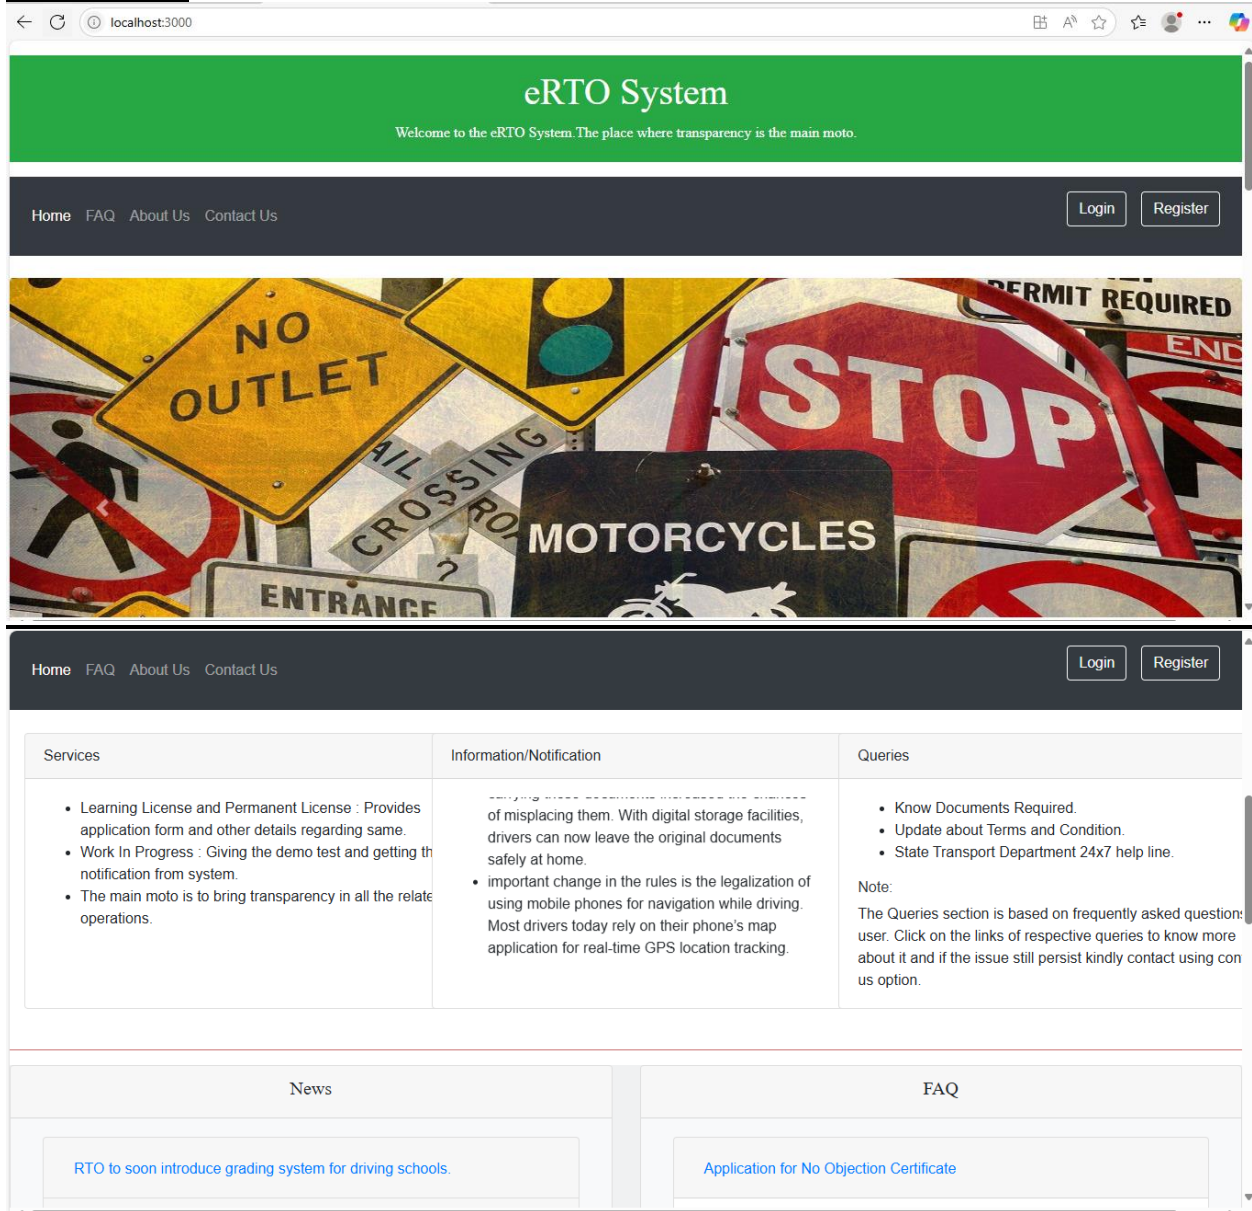 localhost:3000
eRTO System
Welcome to the eRTO System.The place where transparency is the main moto.
Home FAQ About Us Contact Us Login Register
PERMIT REQUIRED
NO
OUTLET
END
STOP
CROSSING
MOTORCYCLES
ENTRANCE
Home FAQ About Us Contact Us Login Register
Services
Learning License and Permanent License : Provides
application form and other details regarding same.
Work In Progress : Giving the demo test and getting th
notification from system.
The main moto is to bring transparency in all the relate
operations.
Information/Notification
of misplacing them. With digital storage facilities,
drivers can now leave the original documents
safely at home.
important change in the rules is the legalization of
using mobile phones for navigation while driving.
Most drivers today rely on their phone’s map
application for real-time GPS location tracking.
Queries
Know Documents Required.
Update about Terms and Condition.
State Transport Department 24x7 help line.
Note:
The Queries section is based on frequently asked questions
user. Click on the links of respective queries to know more
about it and if the issue still persist kindly contact using con
us option.
News
RTO to soon introduce grading system for driving schools.
FAQ
Application for No Objection Certificate